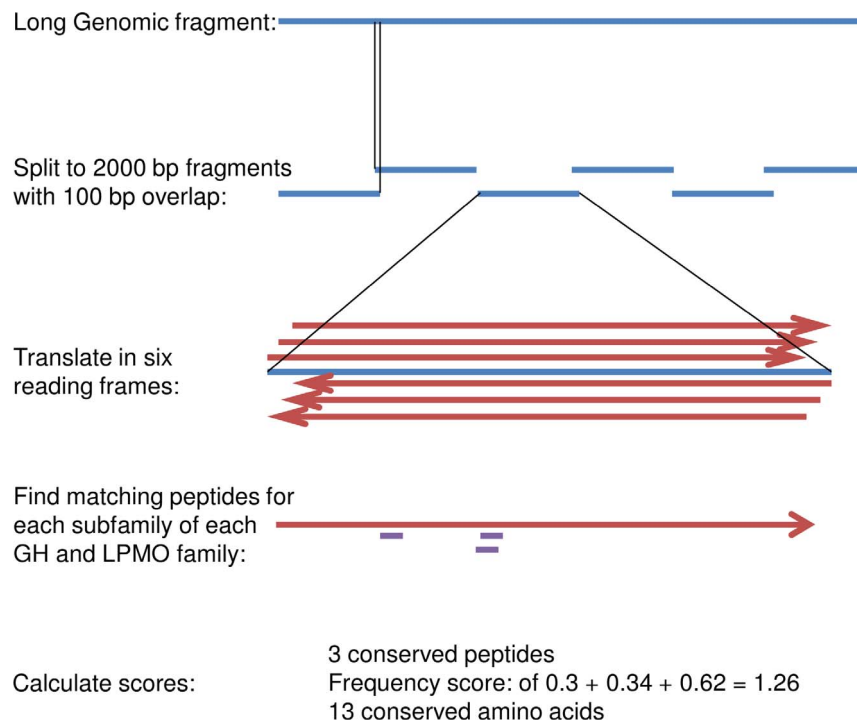 Long Genomic fragment:
Split to 2000 bp fragments
with 100 bp overlap:
Translate in six
reading frames:
Find matching peptides for
each subfamily of each
GH and LPMO family:
Calculate scores:
3 conserved peptides
Frequency score: of 0.3 + 0.34 + 0.62 = 1.26
13 conserved amino acids